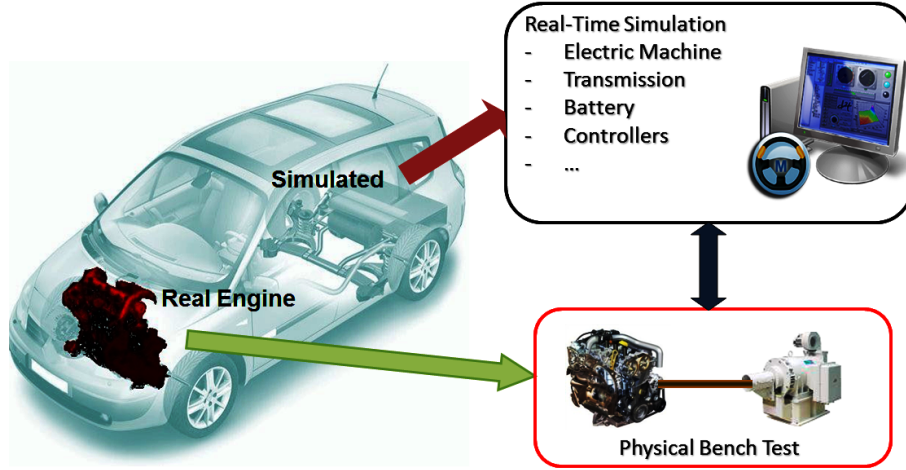 Real-Time Simulation
- Electric Machine
- Transmission
- Battery
- Controllers
- ...
Simulated
Real Engine
M
Physical Bench Test